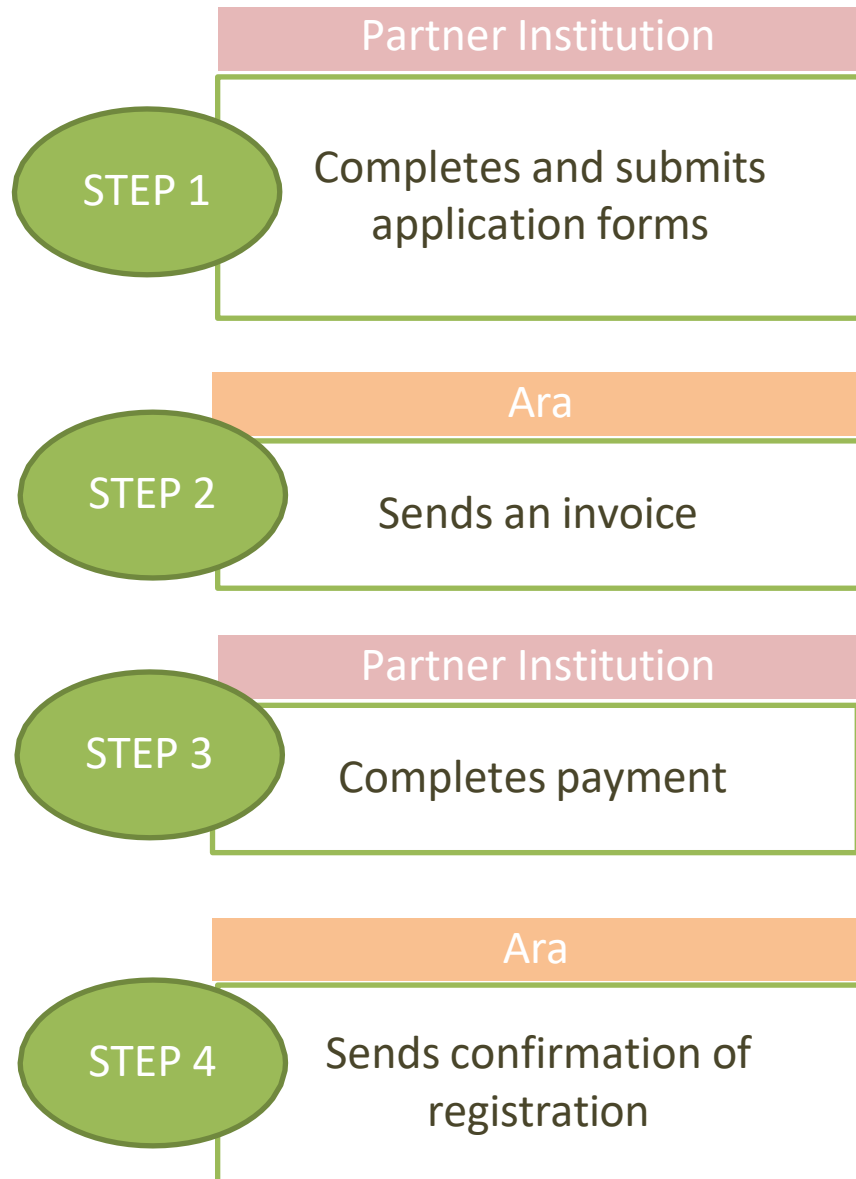 Partner Institution
STEP 1
Completes and submits
application forms
Ara
STEP 2
Sends an invoice
Partner Institution
STEP 3
Completes payment
Ara
STEP 4
Sends confirmation of
registration